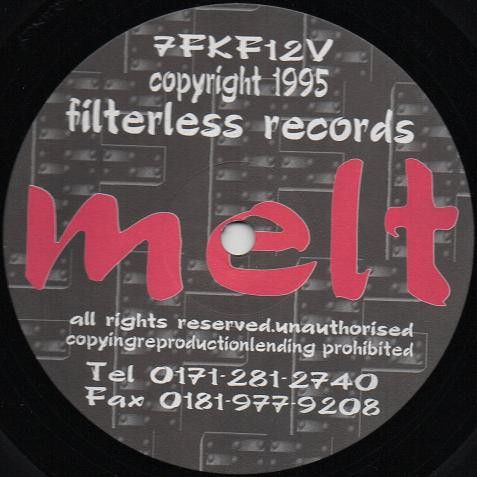 7FKF12V
copyright 1995
filterless records
melt
all rights reserved.unauthorised
copyingreproductionlending prohibited
Tel 0171-281-2740
Fax 0181-977-9208